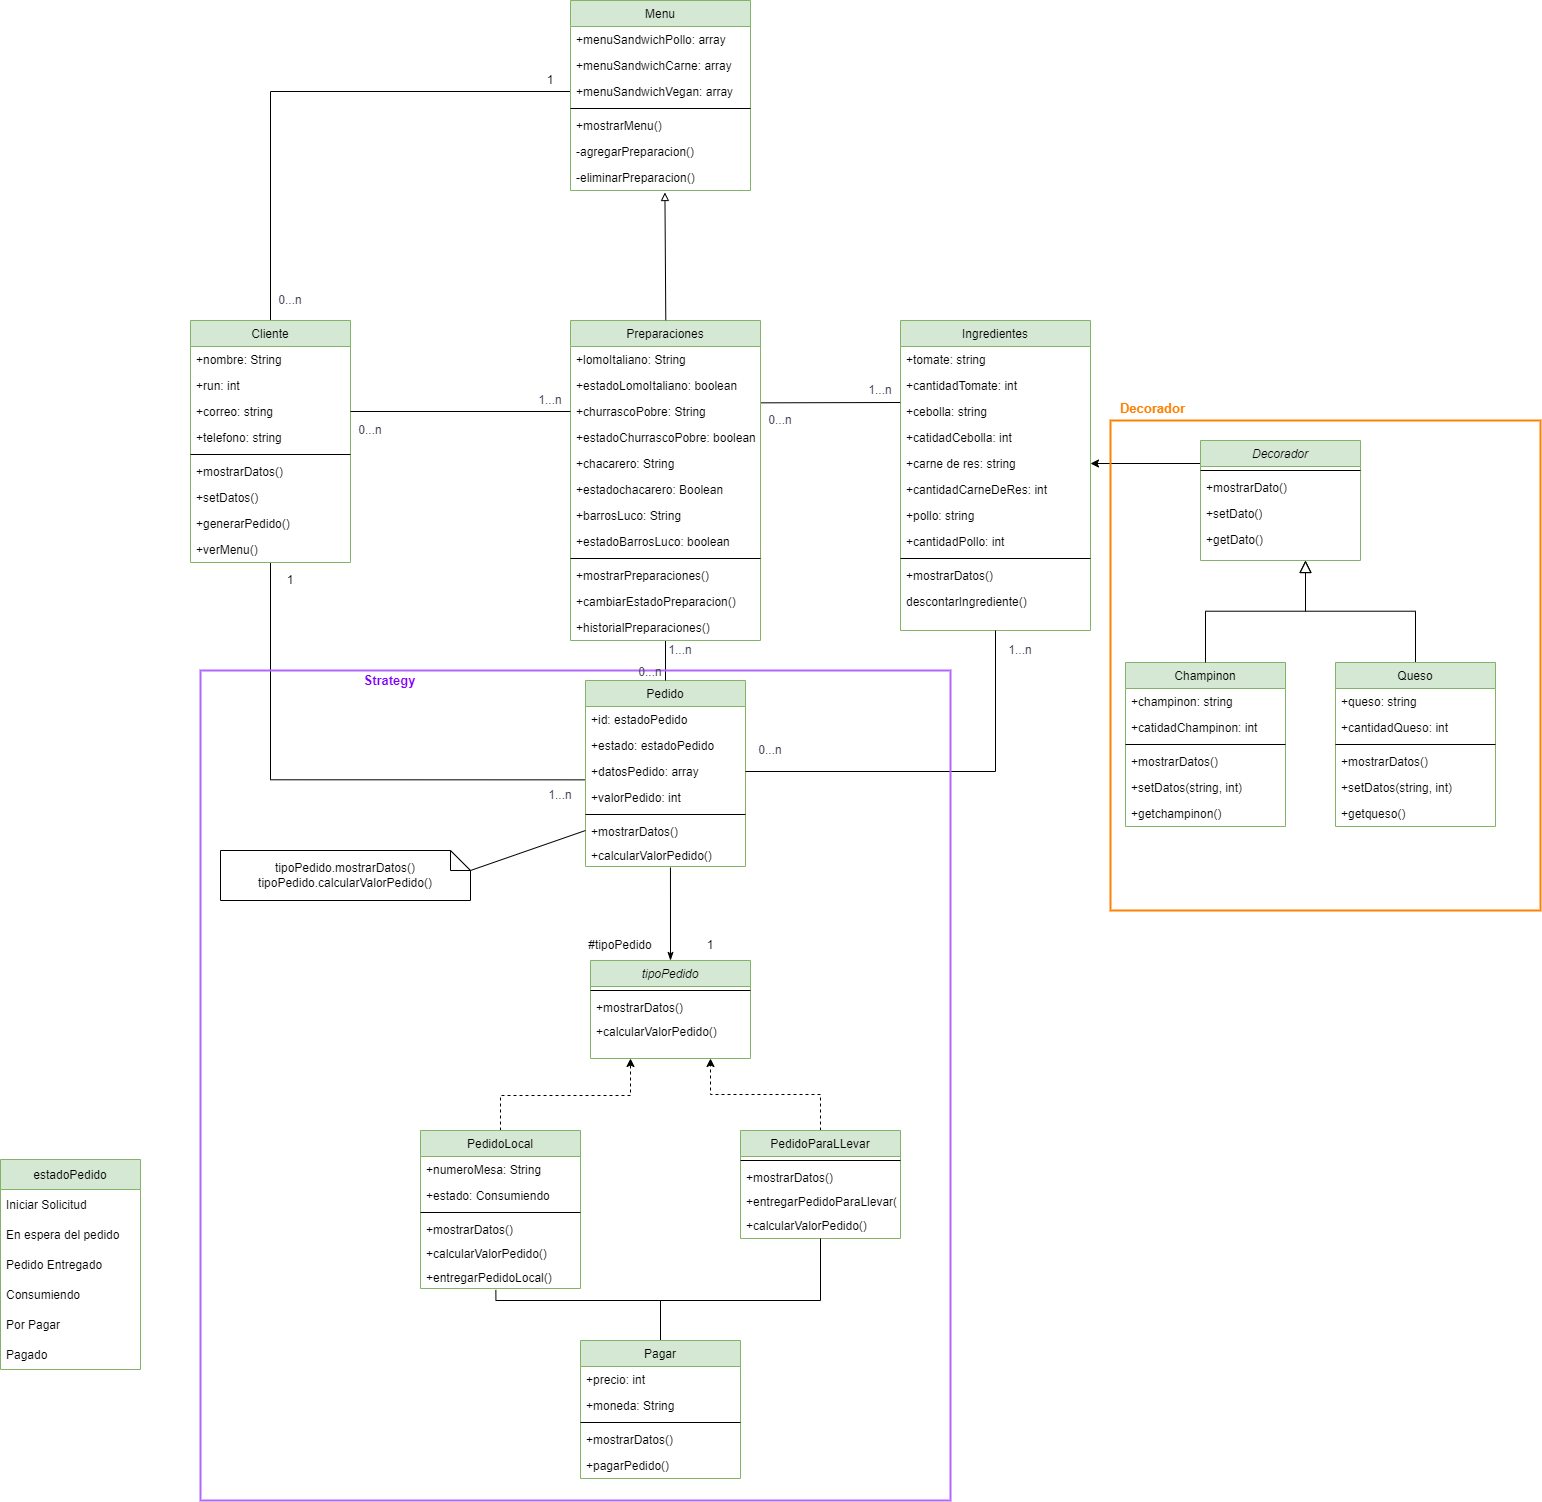 Menu
+menuSandwichPollo: array
+menuSandwichCarne: array
+menuSandwichVegan: array
+mostrarMenu()
-agregarPreparacion()
-eliminarPreparacion()
1
0...n
Cliente
+nombre: String
+run: int
+correo: string
+telefono: string
+mostrarDatos()
+setDatos()
+generarPedido()
+verMenu()
1...n
0...n
Preparaciones
+lomoItaliano: String
+estadoLomoItaliano: boolean
+churrascoPobre: String
+estadoChurrascoPobre: boolean
+chacarero: String
+estadochacarero: Boolean
+barrosLuco: String
+estadoBarrosLuco: boolean
+mostrarPreparaciones()
+cambiarEstadoPreparacion()
+historialPreparaciones()
1...n
0...n
Ingredientes
+tomate: string
+cantidadTomate: int
+cebolla: string
+catidadCebolla: int
+carne de res: string
+cantidadCarneDeRes: int
+pollo: string
+cantidadPollo: int
+mostrarDatos()
descontarIngrediente()
Decorador
Decorador
+mostrarDato()
+setDato()
+getDato()
Champinon
+champinon: string
+catidadChampinon: int
+mostrarDatos()
+setDatos(string, int)
+getchampinon()
Queso
+queso: string
+cantidadQueso: int
+mostrarDatos()
+setDatos(string, int)
+getqueso()
1
1...n
0...n
1...n
Strategy
Pedido
+id: estadoPedido
+estado: estadoPedido
+datosPedido: array
+valorPedido: int
+mostrarDatos()
+calcularValorPedido()
0...n
1...n
tipoPedido.mostrarDatos()
tipoPedido.calcularValorPedido()
#tipoPedido
1
tipoPedido
+mostrarDatos()
+calcularValorPedido()
PedidoLocal
+numeroMesa: String
+estado: Consumiendo
+mostrarDatos()
+calcularValorPedido()
+entregarPedidoLocal()
PedidoParaLLevar
+mostrarDatos()
+entregarPedidoParaLlevar(
+calcularValorPedido()
estadoPedido
Iniciar Solicitud
En espera del pedido
Pedido Entregado
Consumiendo
Por Pagar
Pagado
Pagar
+precio: int
+moneda: String
+mostrarDatos()
+pagarPedido()